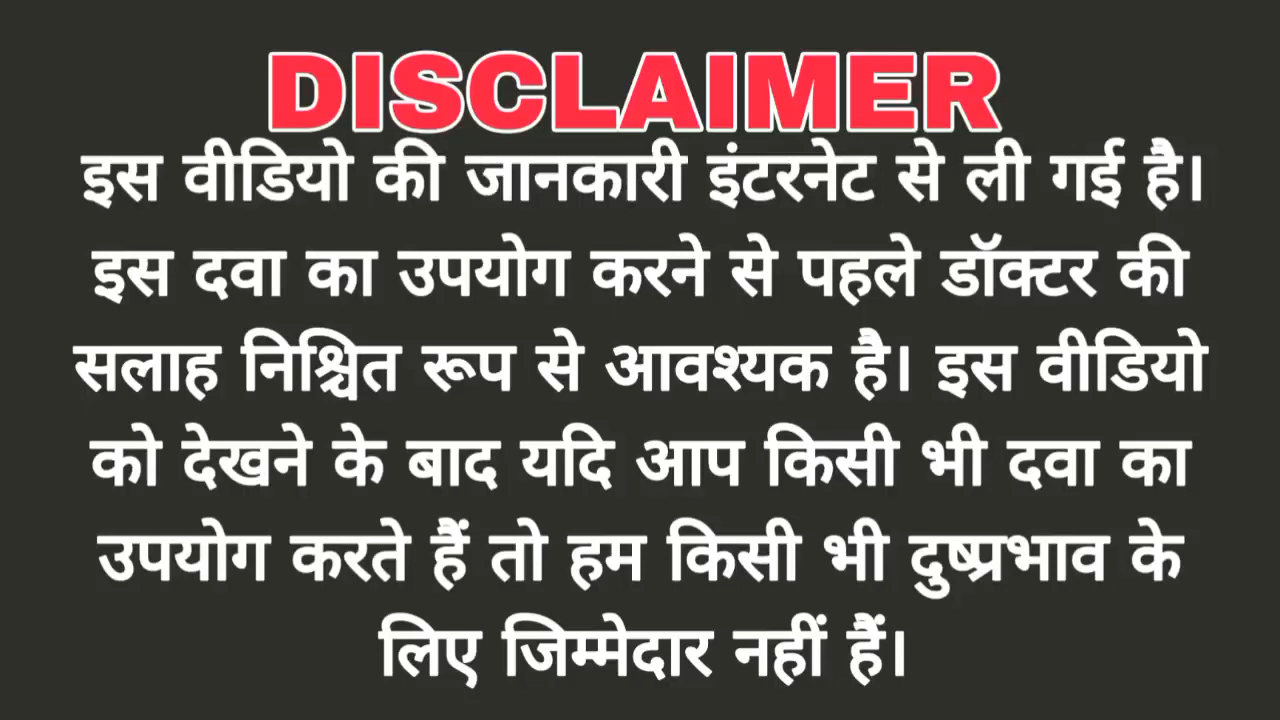 DISCLAIMER
इस वीडियो की जानकारी इंटरनेट से ली गई है।
इस दवा का उपयोग करने से पहले डॉक्टर की
सलाह निश्चित रूप से आवश्यक है। इस वीडियो
को देखने के बाद यदि आप किसी भी दवा का
उपयोग करते हैं तो हम किसी भी दुष्प्रभाव के
लिए जिम्मेदार नहीं हैं।